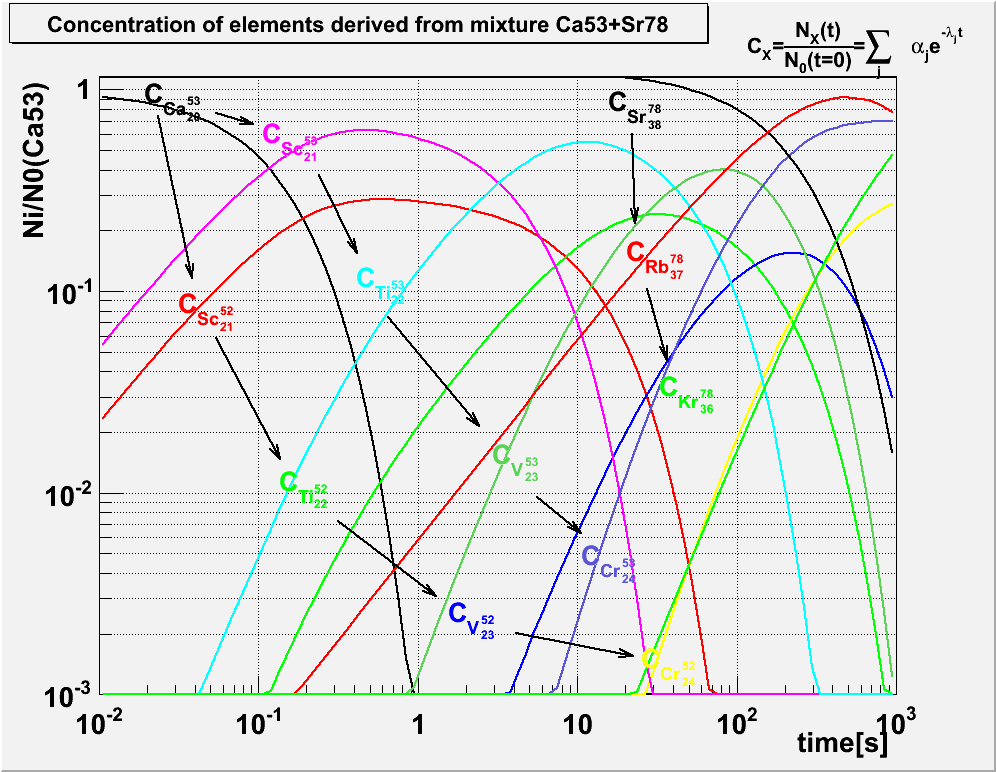 Concentration of elements derived from mixture Ca53+Sr78
C_X = N_X(t) / N_0(t=0) = ∑_j α_j e^{-λ_j t}
Ni/N0(Ca53)
1
10^-1
10^-2
10^-3
C Ca 53 20
C Sc 53 21
C Sr 78 38
C Ti 53 22
C Rb 78 37
C Sc 52 21
C Kr 78 36
C V 53 23
C Ti 52 22
C Cr 53 24
C V 52 23
C Cr 52 24
10^-2
10^-1
1
10
10^2
10^3
time[s]